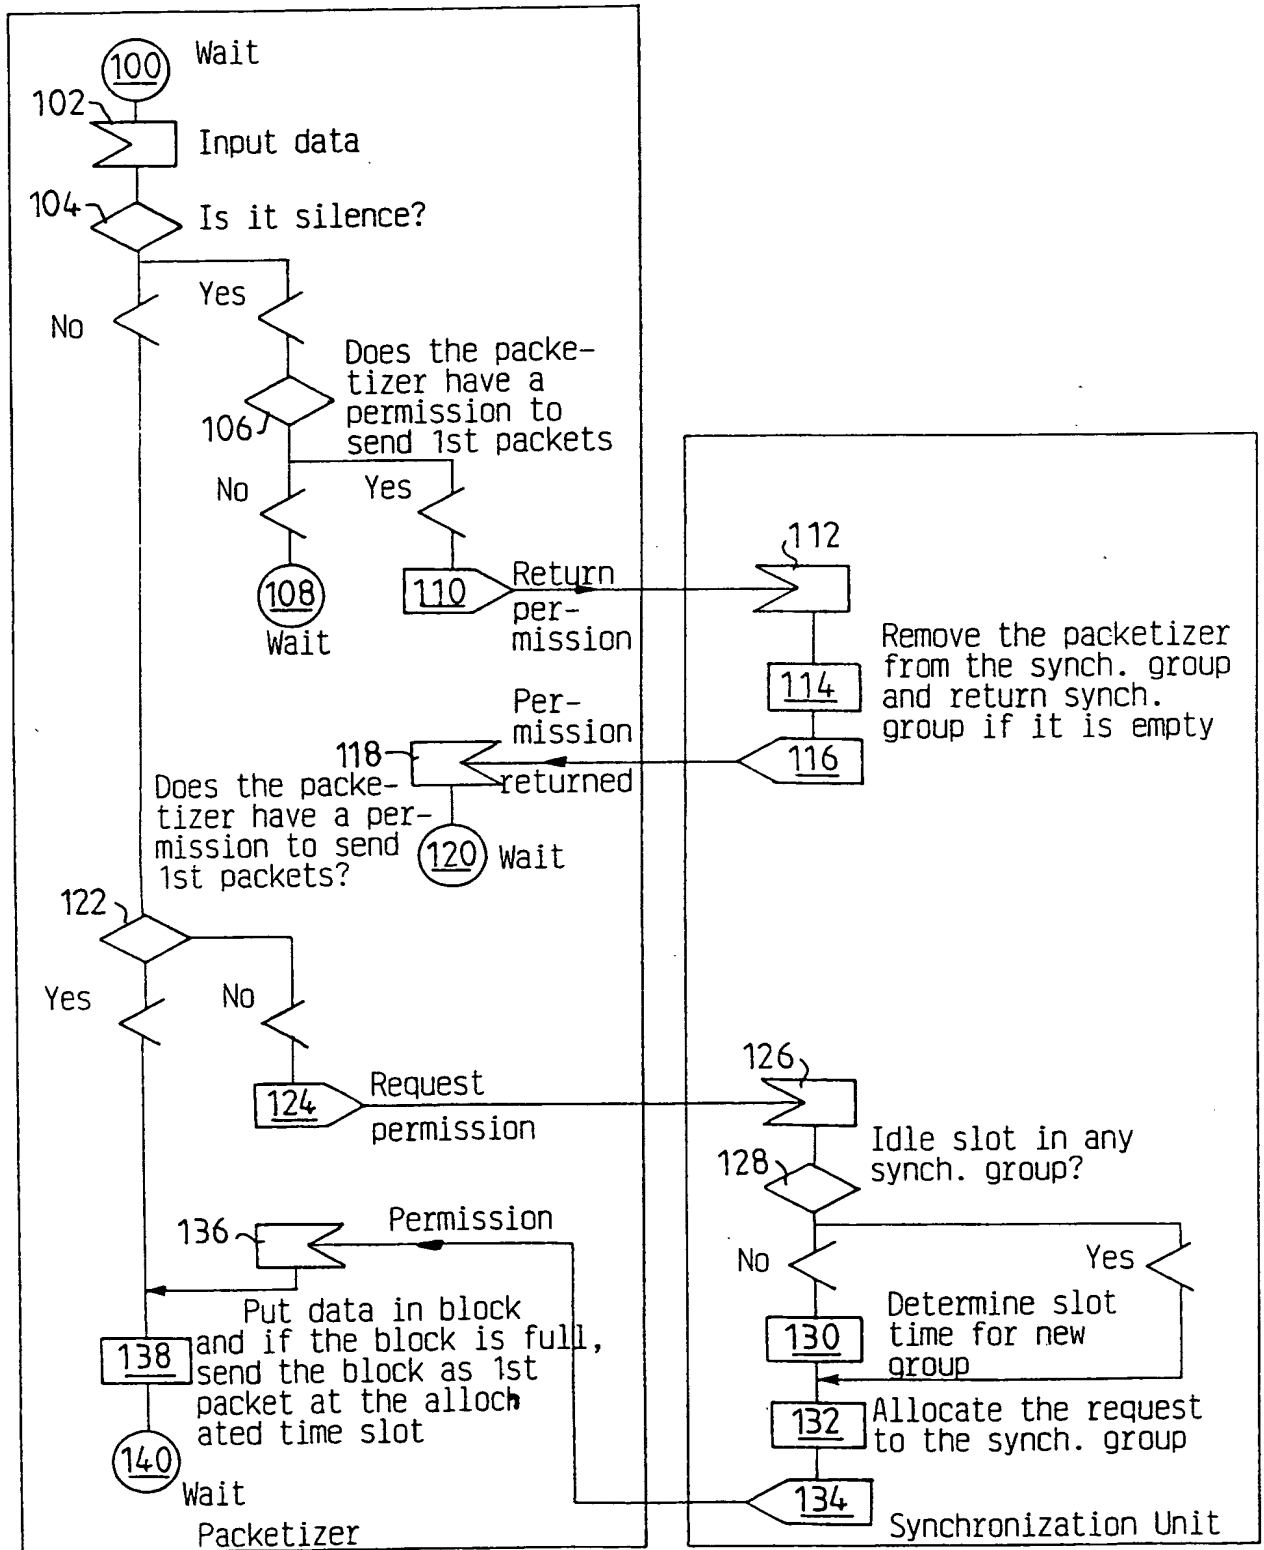 100
Wait
102
Input data
104
Is it silence?
No
Yes
Does the packe-
tizer have a
permission to
send 1st packets
106
No
Yes
108
Wait
110
Return
per-
mission
112
114
Remove the packetizer
from the synch. group
and return synch.
group if it is empty
116
Per-
mission
returned
118
120
Wait
Does the packe-
tizer have a per-
mission to send
1st packets?
122
Yes
No
124
Request
permission
126
128
Idle slot in any
synch. group?
No
Yes
130
Determine slot
time for new
group
132
Allocate the request
to the synch. group
134
Permission
136
138
Put data in block
and if the block is full,
send the block as 1st
packet at the alloch
ated time slot
140
Wait
Packetizer
Synchronization Unit